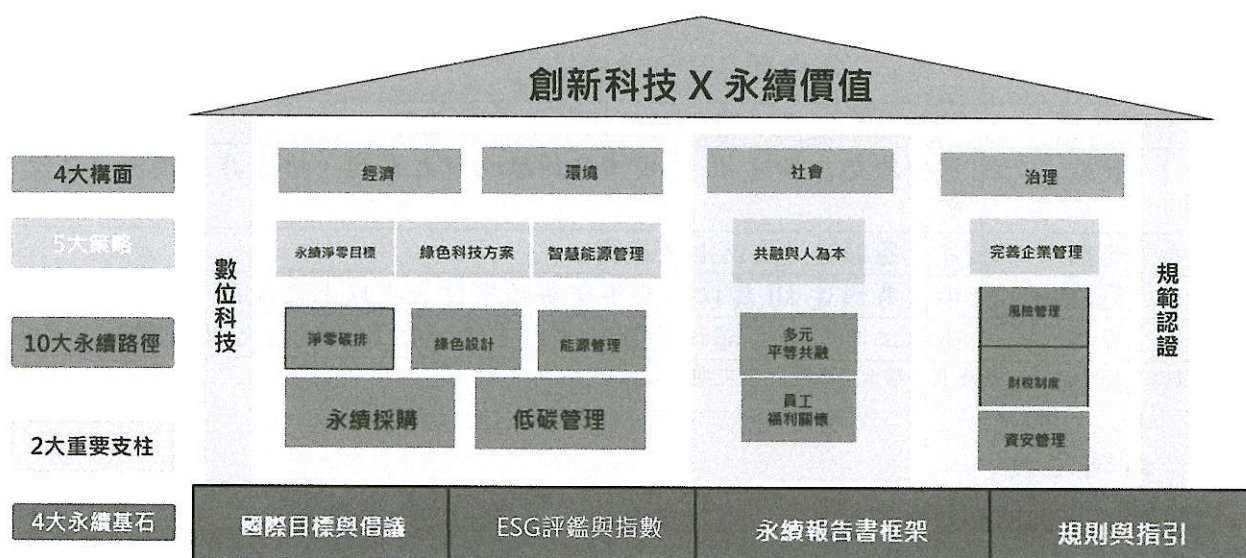 創新科技 X 永續價值
4大構面
經濟
環境
社會
治理
5大策略
永續淨零目標
綠色科技方案
智慧能源管理
共融與人為本
完善企業管理
數位科技
規範認證
10大永續路徑
淨零碳排
綠色設計
能源管理
多元
平等共融
風險管理
財稅制度
永續採購
低碳管理
員工
福利關懷
資安管理
2大重要支柱
4大永續基石
國際目標與倡議
ESG評鑑與指數
永續報告書框架
規則與指引